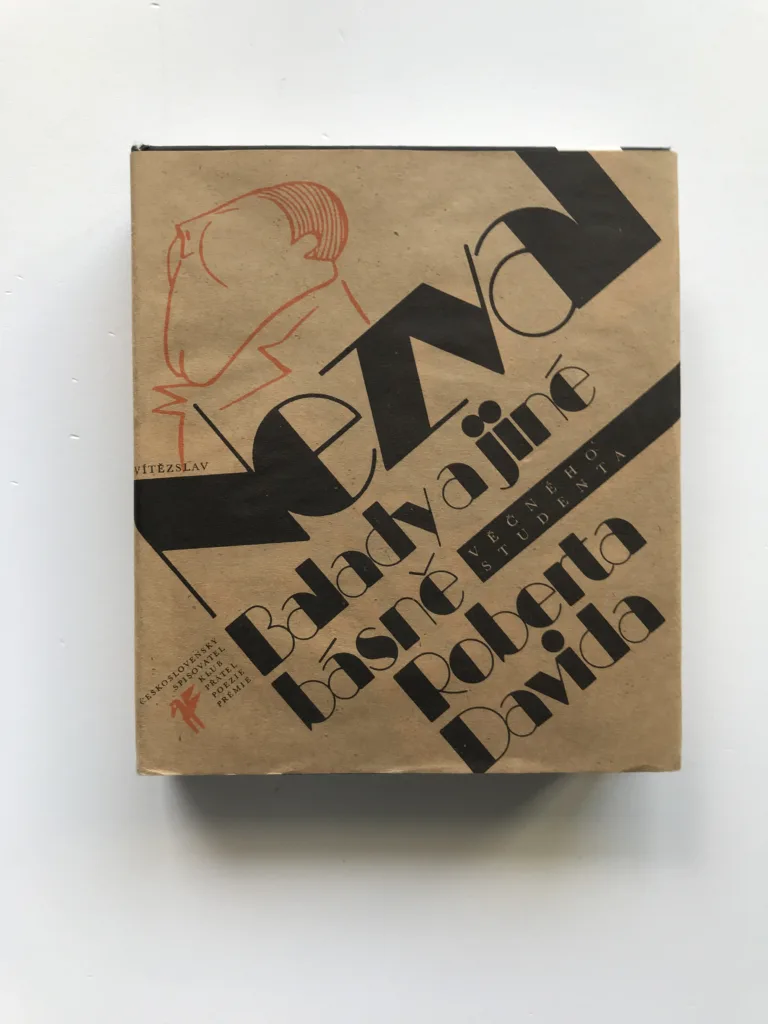 VÍTĚZSLAV
Nezval
Balady a jiné
básně
VĚČNÉHO
STUDENTA
Roberta
Davida
ČESKOSLOVENSKÝ
SPISOVATEL
KLUB
PŘÁTEL
POEZIE
PRÉMIE